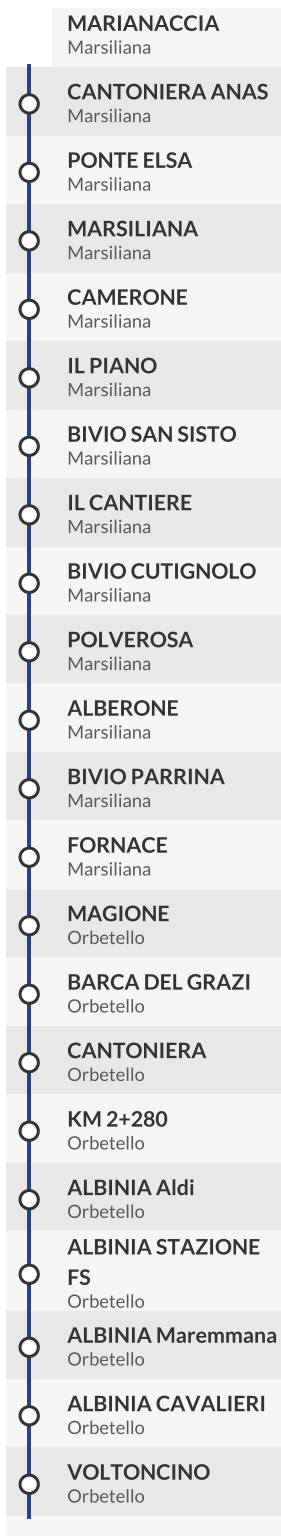 MARIANACCIA
Marsiliana
CANTONIERA ANAS
Marsiliana
PONTE ELSA
Marsiliana
MARSILIANA
Marsiliana
CAMERONE
Marsiliana
IL PIANO
Marsiliana
BIVIO SAN SISTO
Marsiliana
IL CANTIERE
Marsiliana
BIVIO CUTIGNOLO
Marsiliana
POLVEROSA
Marsiliana
ALBERONE
Marsiliana
BIVIO PARRINA
Marsiliana
FORNACE
Marsiliana
MAGIONE
Orbetello
BARCA DEL GRAZI
Orbetello
CANTONIERA
Orbetello
KM 2+280
Orbetello
ALBINIA Aldi
Orbetello
ALBINIA STAZIONE
FS
Orbetello
ALBINIA Maremmana
Orbetello
ALBINIA CAVALIERI
Orbetello
VOLTONCINO
Orbetello